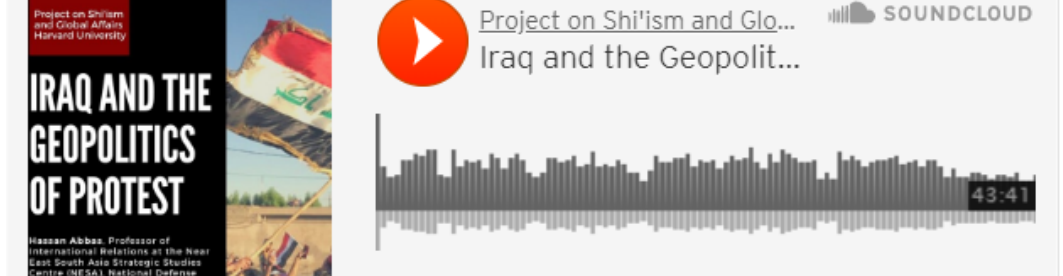 Project on Shi'ism
and Global Affairs
Harvard University
IRAQ AND THE
GEOPOLITICS
OF PROTEST
Hassan Abbas, Professor of
International Relations at the Near
East South Asia Strategic Studies
Centre (NESA), National Defense
Project on Shi'ism and Glo...
SOUNDCLOUD
Iraq and the Geopolit...
43:41